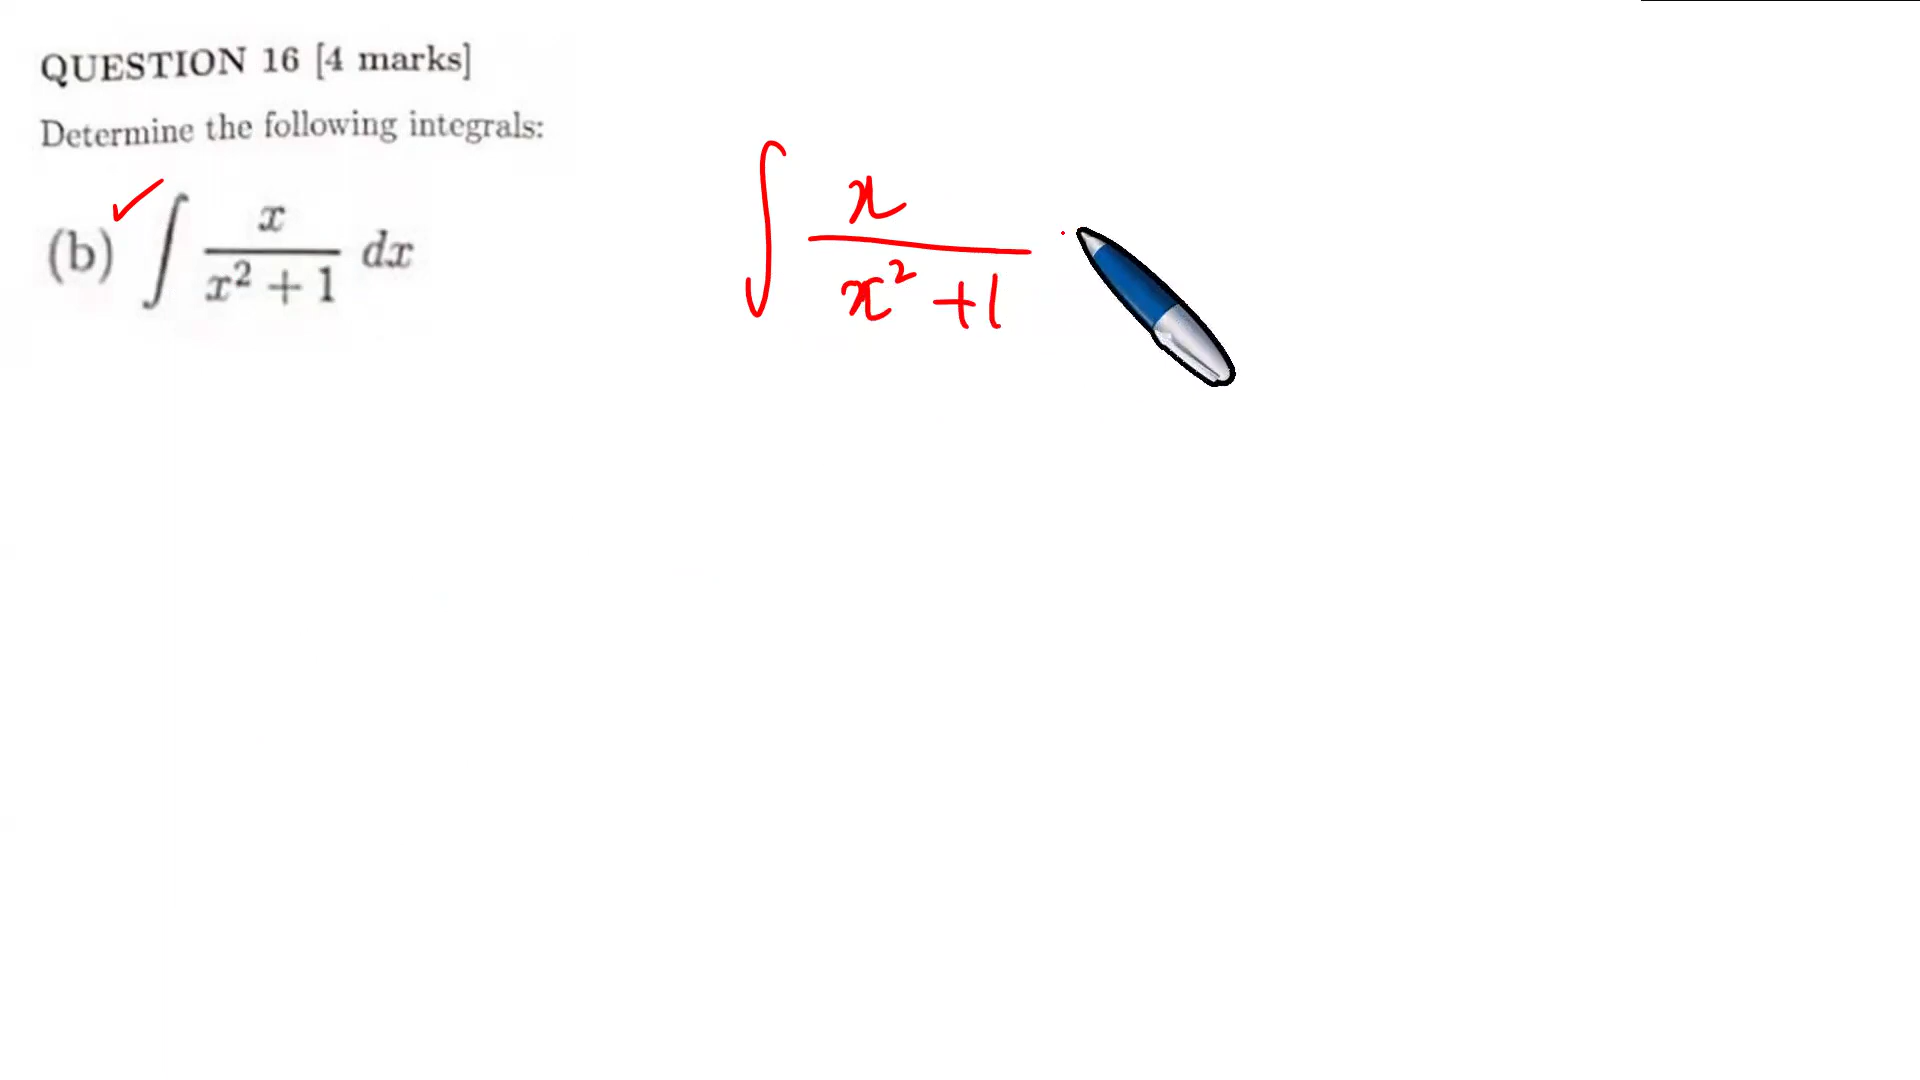 QUESTION 16 [4 marks]
Determine the following integrals:
(b) ∫ x/(x² + 1) dx
∫ x/(x² + 1)